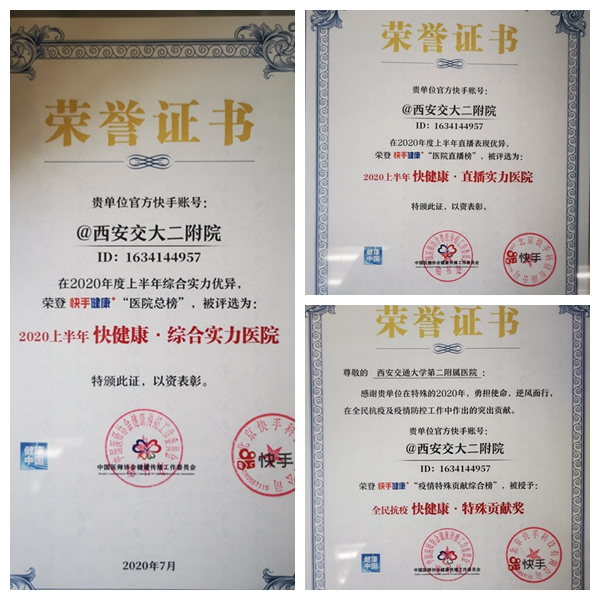 荣誉证书
贵单位官方快手账号：
@西安交大二附院
ID：1634144957
在2020年度上半年综合实力优异，
荣登 快手健康+ “医院总榜”，被评选为：
2020上半年 快健康·综合实力医院
特颁此证，以资表彰。
健康中国
中国医师协会健康传播工作委员会
快手
2020年7月
荣誉证书
贵单位官方快手账号：
@西安交大二附院
ID：1634144957
在2020年度上半年直播表现优异，
荣登 快手健康+ “医院直播榜”，被评选为：
2020上半年 快健康·直播实力医院
特颁此证，以资表彰。
健康中国
中国医师协会健康传播工作委员会
快手
荣誉证书
尊敬的 西安交通大学第二附属医院：
感谢贵单位在特殊的2020年，勇担使命，逆风而行，
在全民抗疫及疫情防控工作中作出的突出贡献。
贵单位官方快手账号：
@西安交大二附院
ID：1634144957
荣登 快手健康+ “疫情特殊贡献综合榜”，被授予：
全民抗疫 快健康·特殊贡献奖
健康中国
中国医师协会健康传播工作委员会
快手